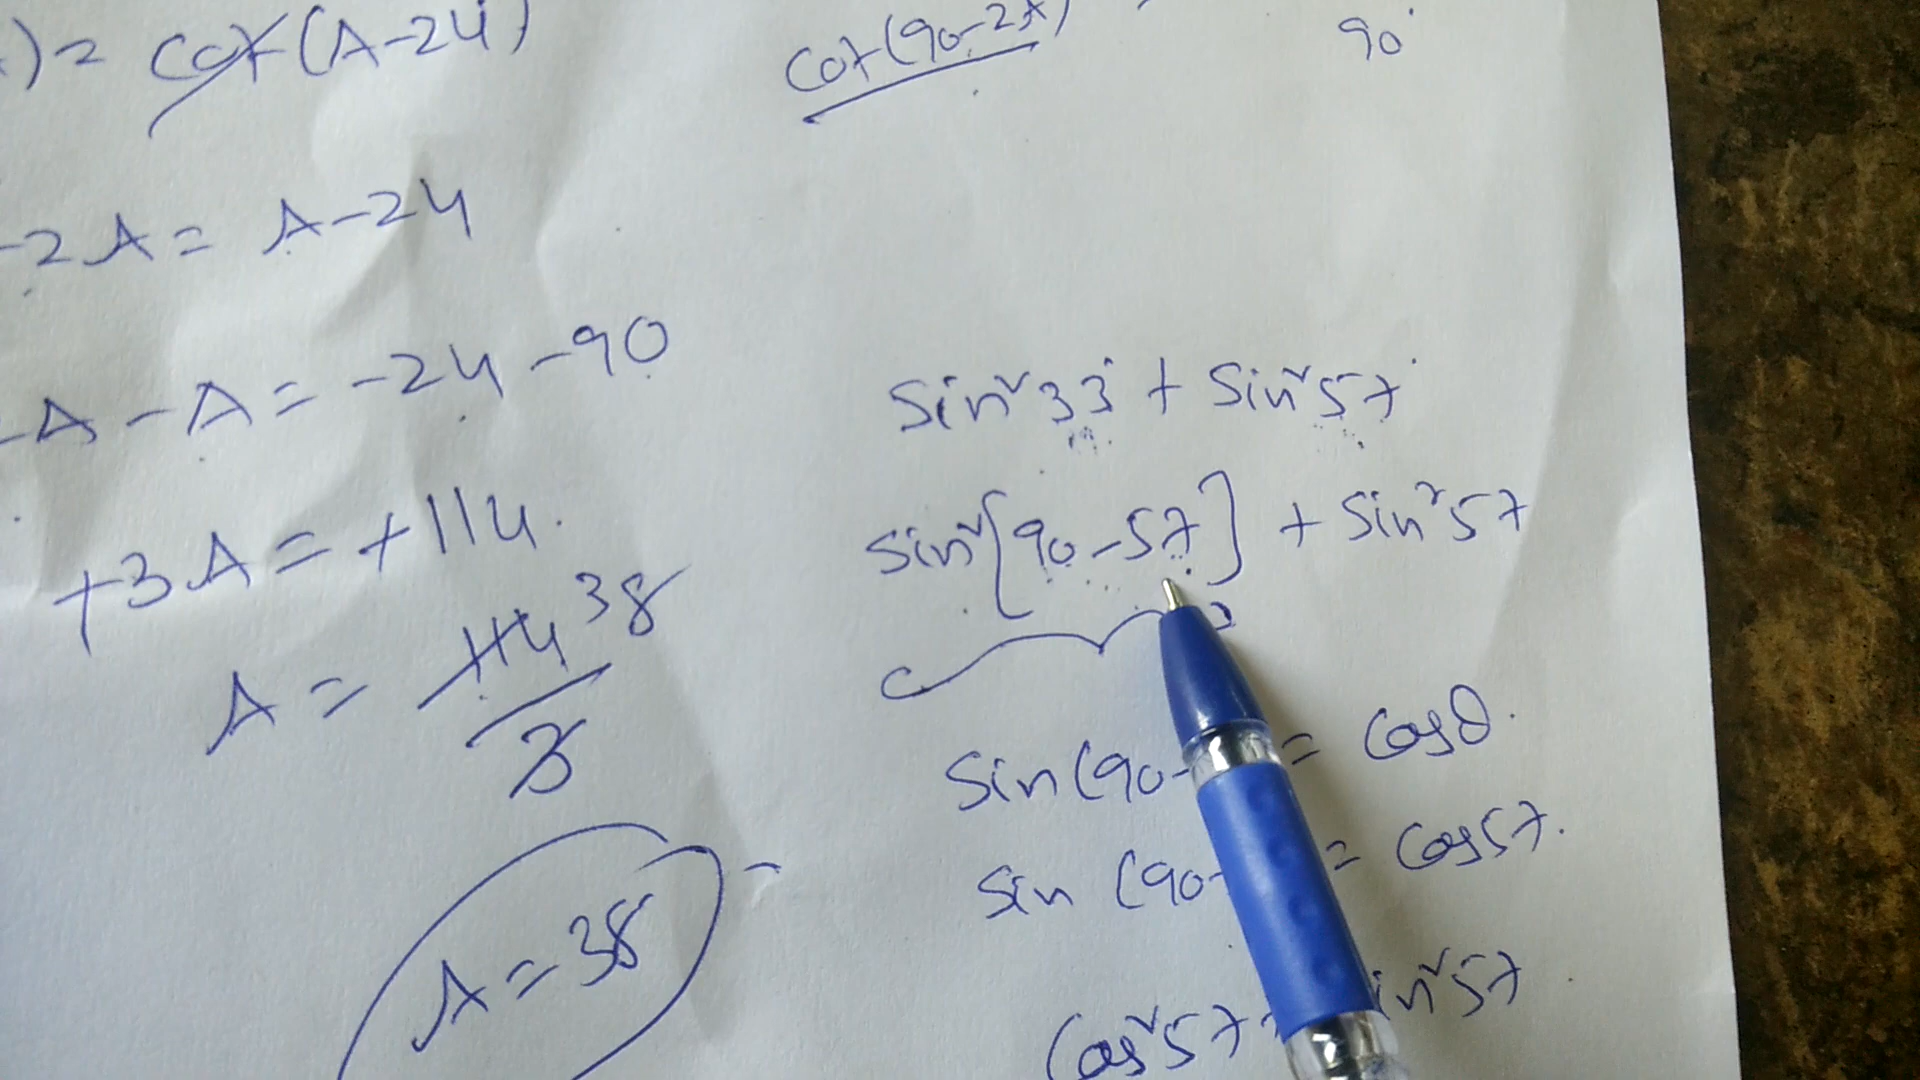 ) = cot (A-24)
-2A = A-24
-A - A = -24 - 90
+3A = +114
A = 114 38
3
A = 38
cot (90-2A)
90°
Sin²33° + Sin²57°
Sin²[90-57] + Sin²57
Sin (90- = Cosθ.
Sin (90- = Cos57.
Cos²57 + in²57